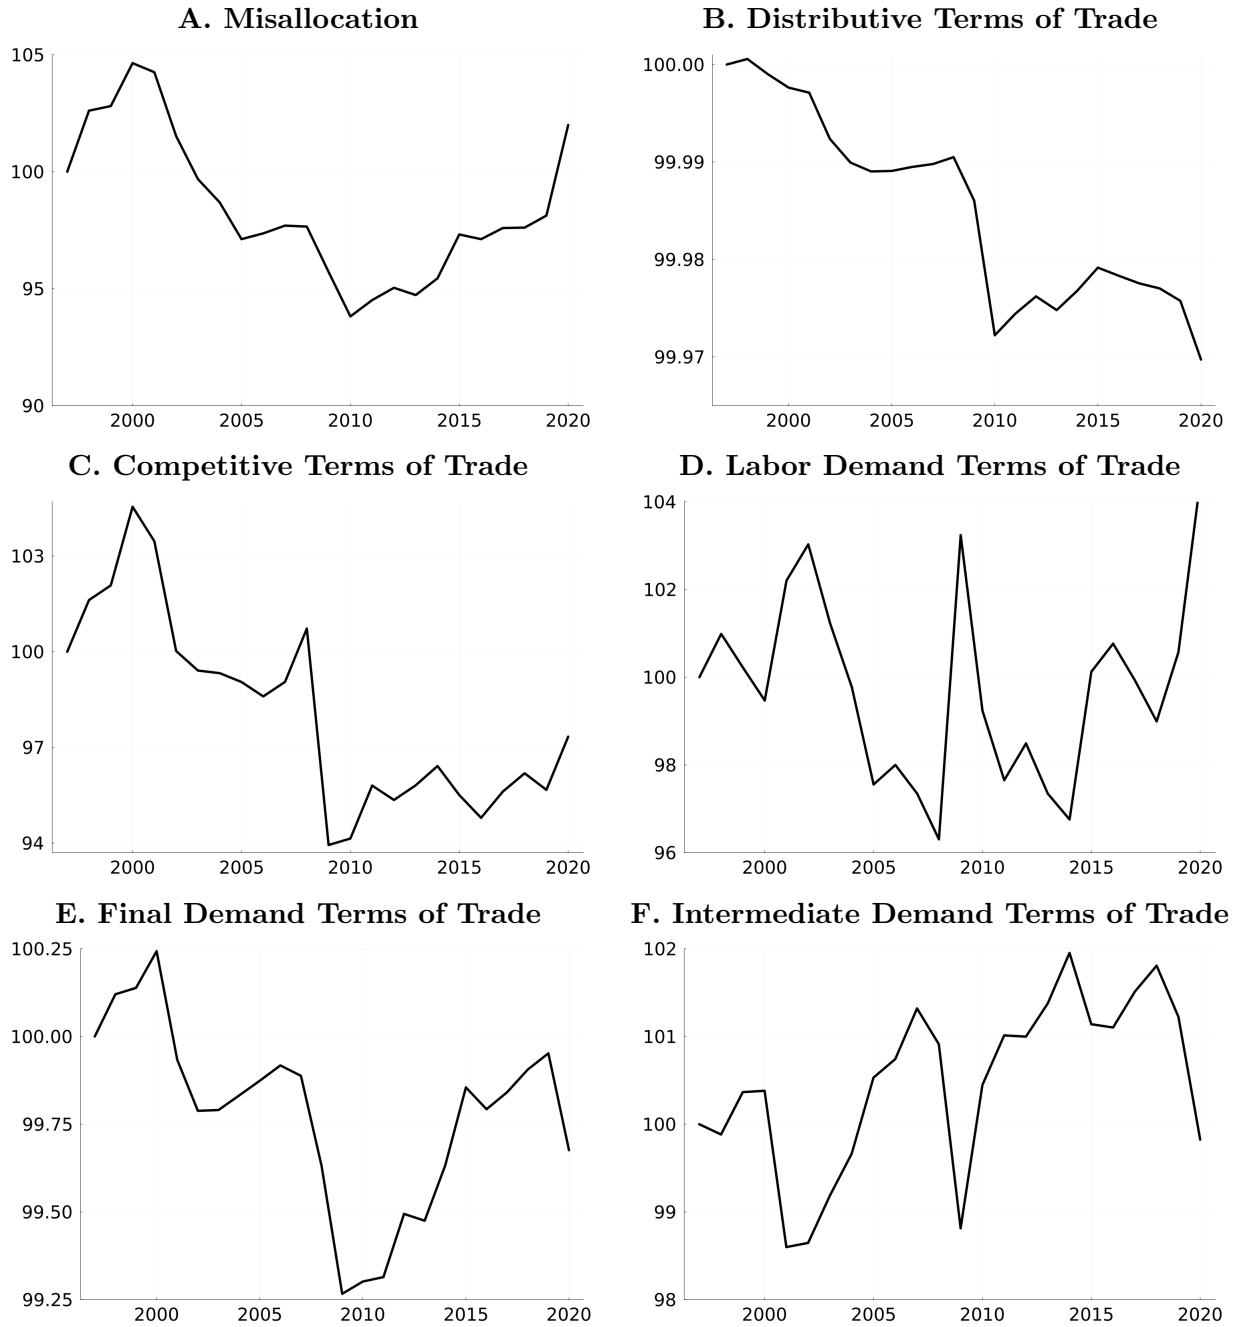 A. Misallocation
105
100
95
90
2000 2005 2010 2015 2020
B. Distributive Terms of Trade
100.00
99.99
99.98
99.97
2000 2005 2010 2015 2020
C. Competitive Terms of Trade
103
100
97
94
2000 2005 2010 2015 2020
D. Labor Demand Terms of Trade
104
102
100
98
96
2000 2005 2010 2015 2020
E. Final Demand Terms of Trade
100.25
100.00
99.75
99.50
99.25
2000 2005 2010 2015 2020
F. Intermediate Demand Terms of Trade
102
101
100
99
98
2000 2005 2010 2015 2020